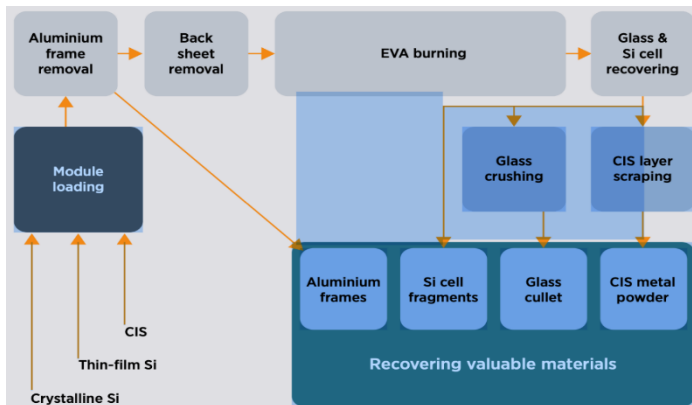 Aluminium
frame
removal
Back
sheet
removal
EVA burning
Glass &
Si cell
recovering
Module
loading
Glass
crushing
CIS layer
scraping
Aluminium
frames
Si cell
fragments
Glass
cullet
CIS metal
powder
CIS
Thin-film Si
Crystalline Si
Recovering valuable materials